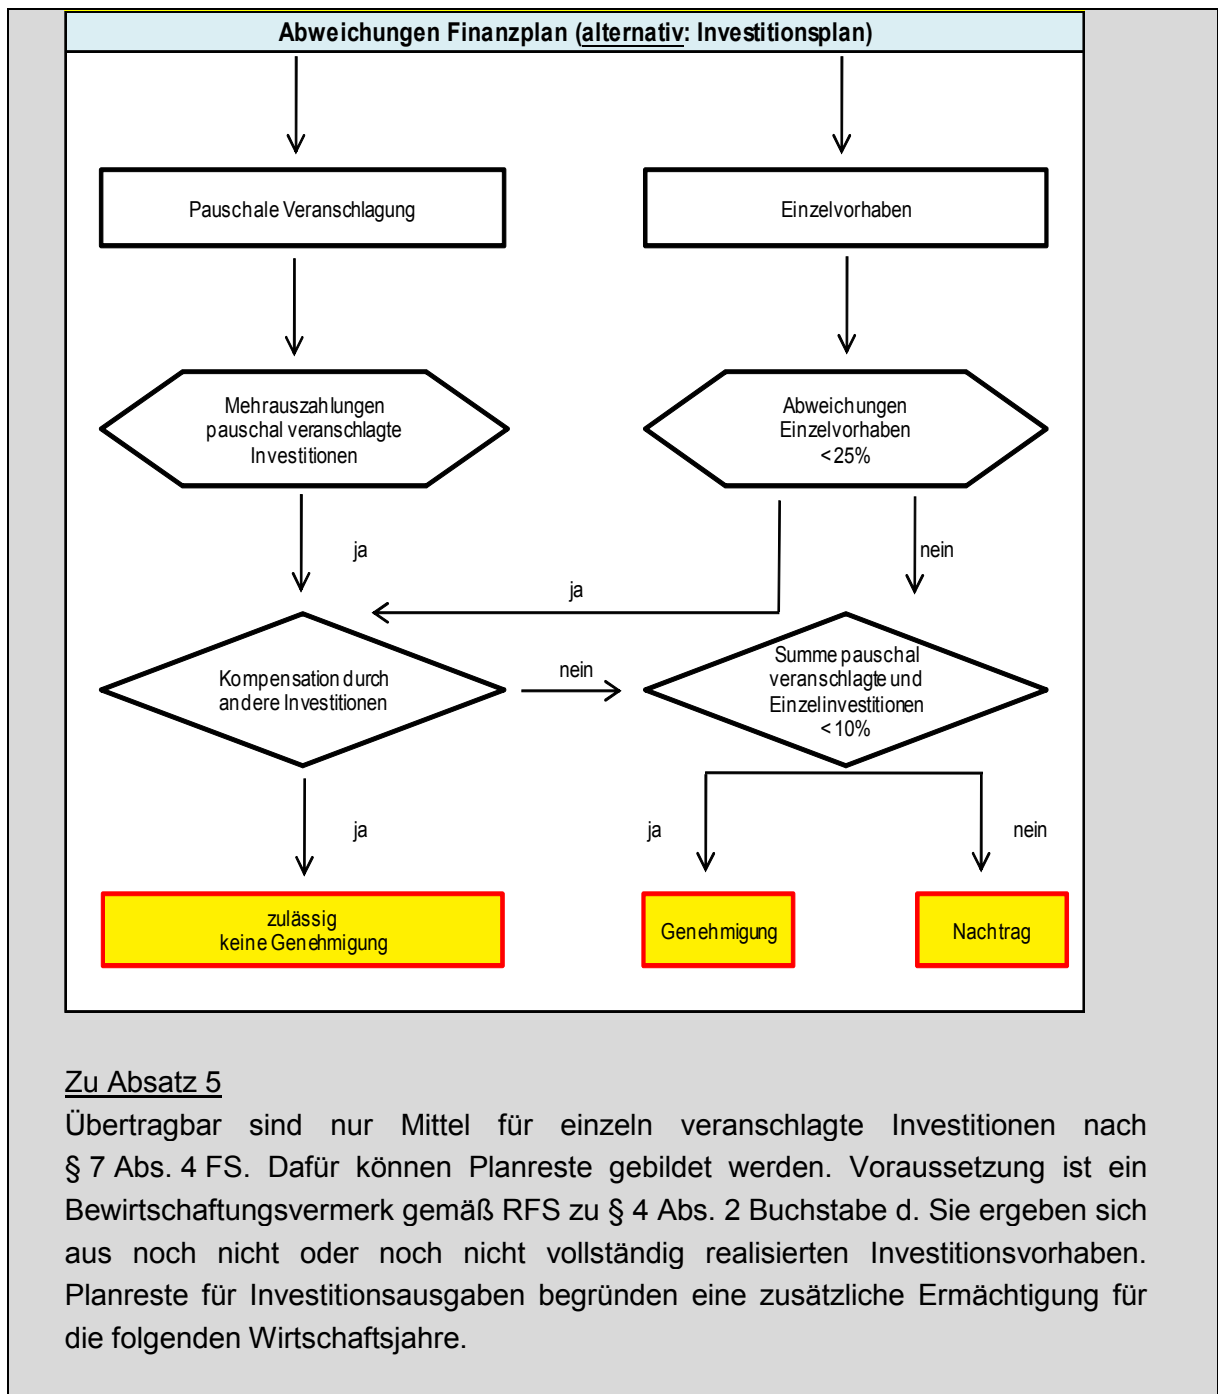 Abweichungen Finanzplan (alternativ: Investitionsplan)
Pauschale Veranschlagung
Einzelvorhaben
Mehrauszahlungen
pauschal veranschlagte
Investitionen
Abweichungen
Einzelvorhaben
<25%
ja
nein
ja
Kompensation durch
andere Investitionen
nein
Summe pauschal
veranschlagte und
Einzelinvestitionen
<10%
ja
ja
nein
zulässig
keine Genehmigung
Genehmigung
Nachtrag
Zu Absatz 5
Übertragbar sind nur Mittel für einzeln veranschlagte Investitionen nach
§ 7 Abs. 4 FS. Dafür können Planreste gebildet werden. Voraussetzung ist ein
Bewirtschaftungsvermerk gemäß RFS zu § 4 Abs. 2 Buchstabe d. Sie ergeben sich
aus noch nicht oder noch nicht vollständig realisierten Investitionsvorhaben.
Planreste für Investitionsausgaben begründen eine zusätzliche Ermächtigung für
die folgenden Wirtschaftsjahre.